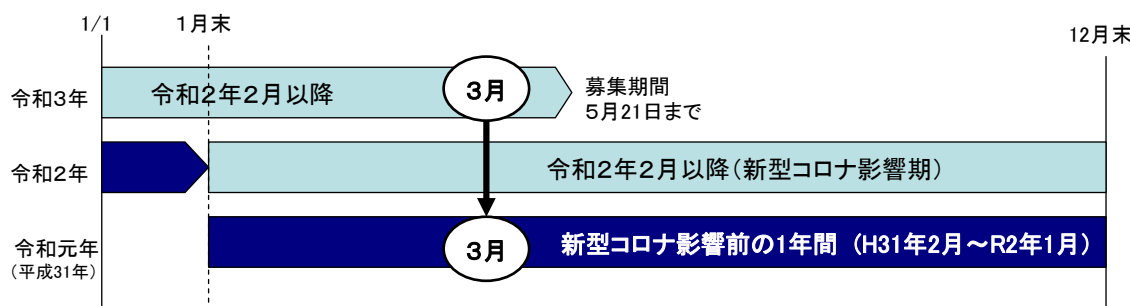 1/1
１月末
12月末
令和３年
令和２年２月以降
３月
募集期間
５月21日まで
令和２年
令和２年２月以降（新型コロナ影響期）
令和元年
（平成31年）
３月
新型コロナ影響前の1年間（H31年２月～R２年１月）